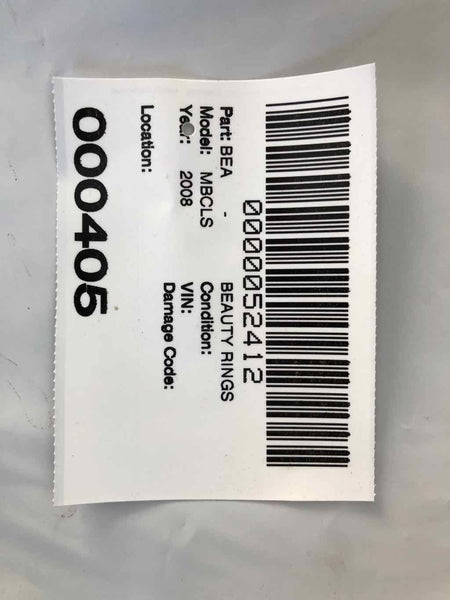 0000052412
Part: BEA - BEAUTY RINGS
Model: MBCLS Condition:
Year: 2008 VIN:
Damage Code:
Location:
000405